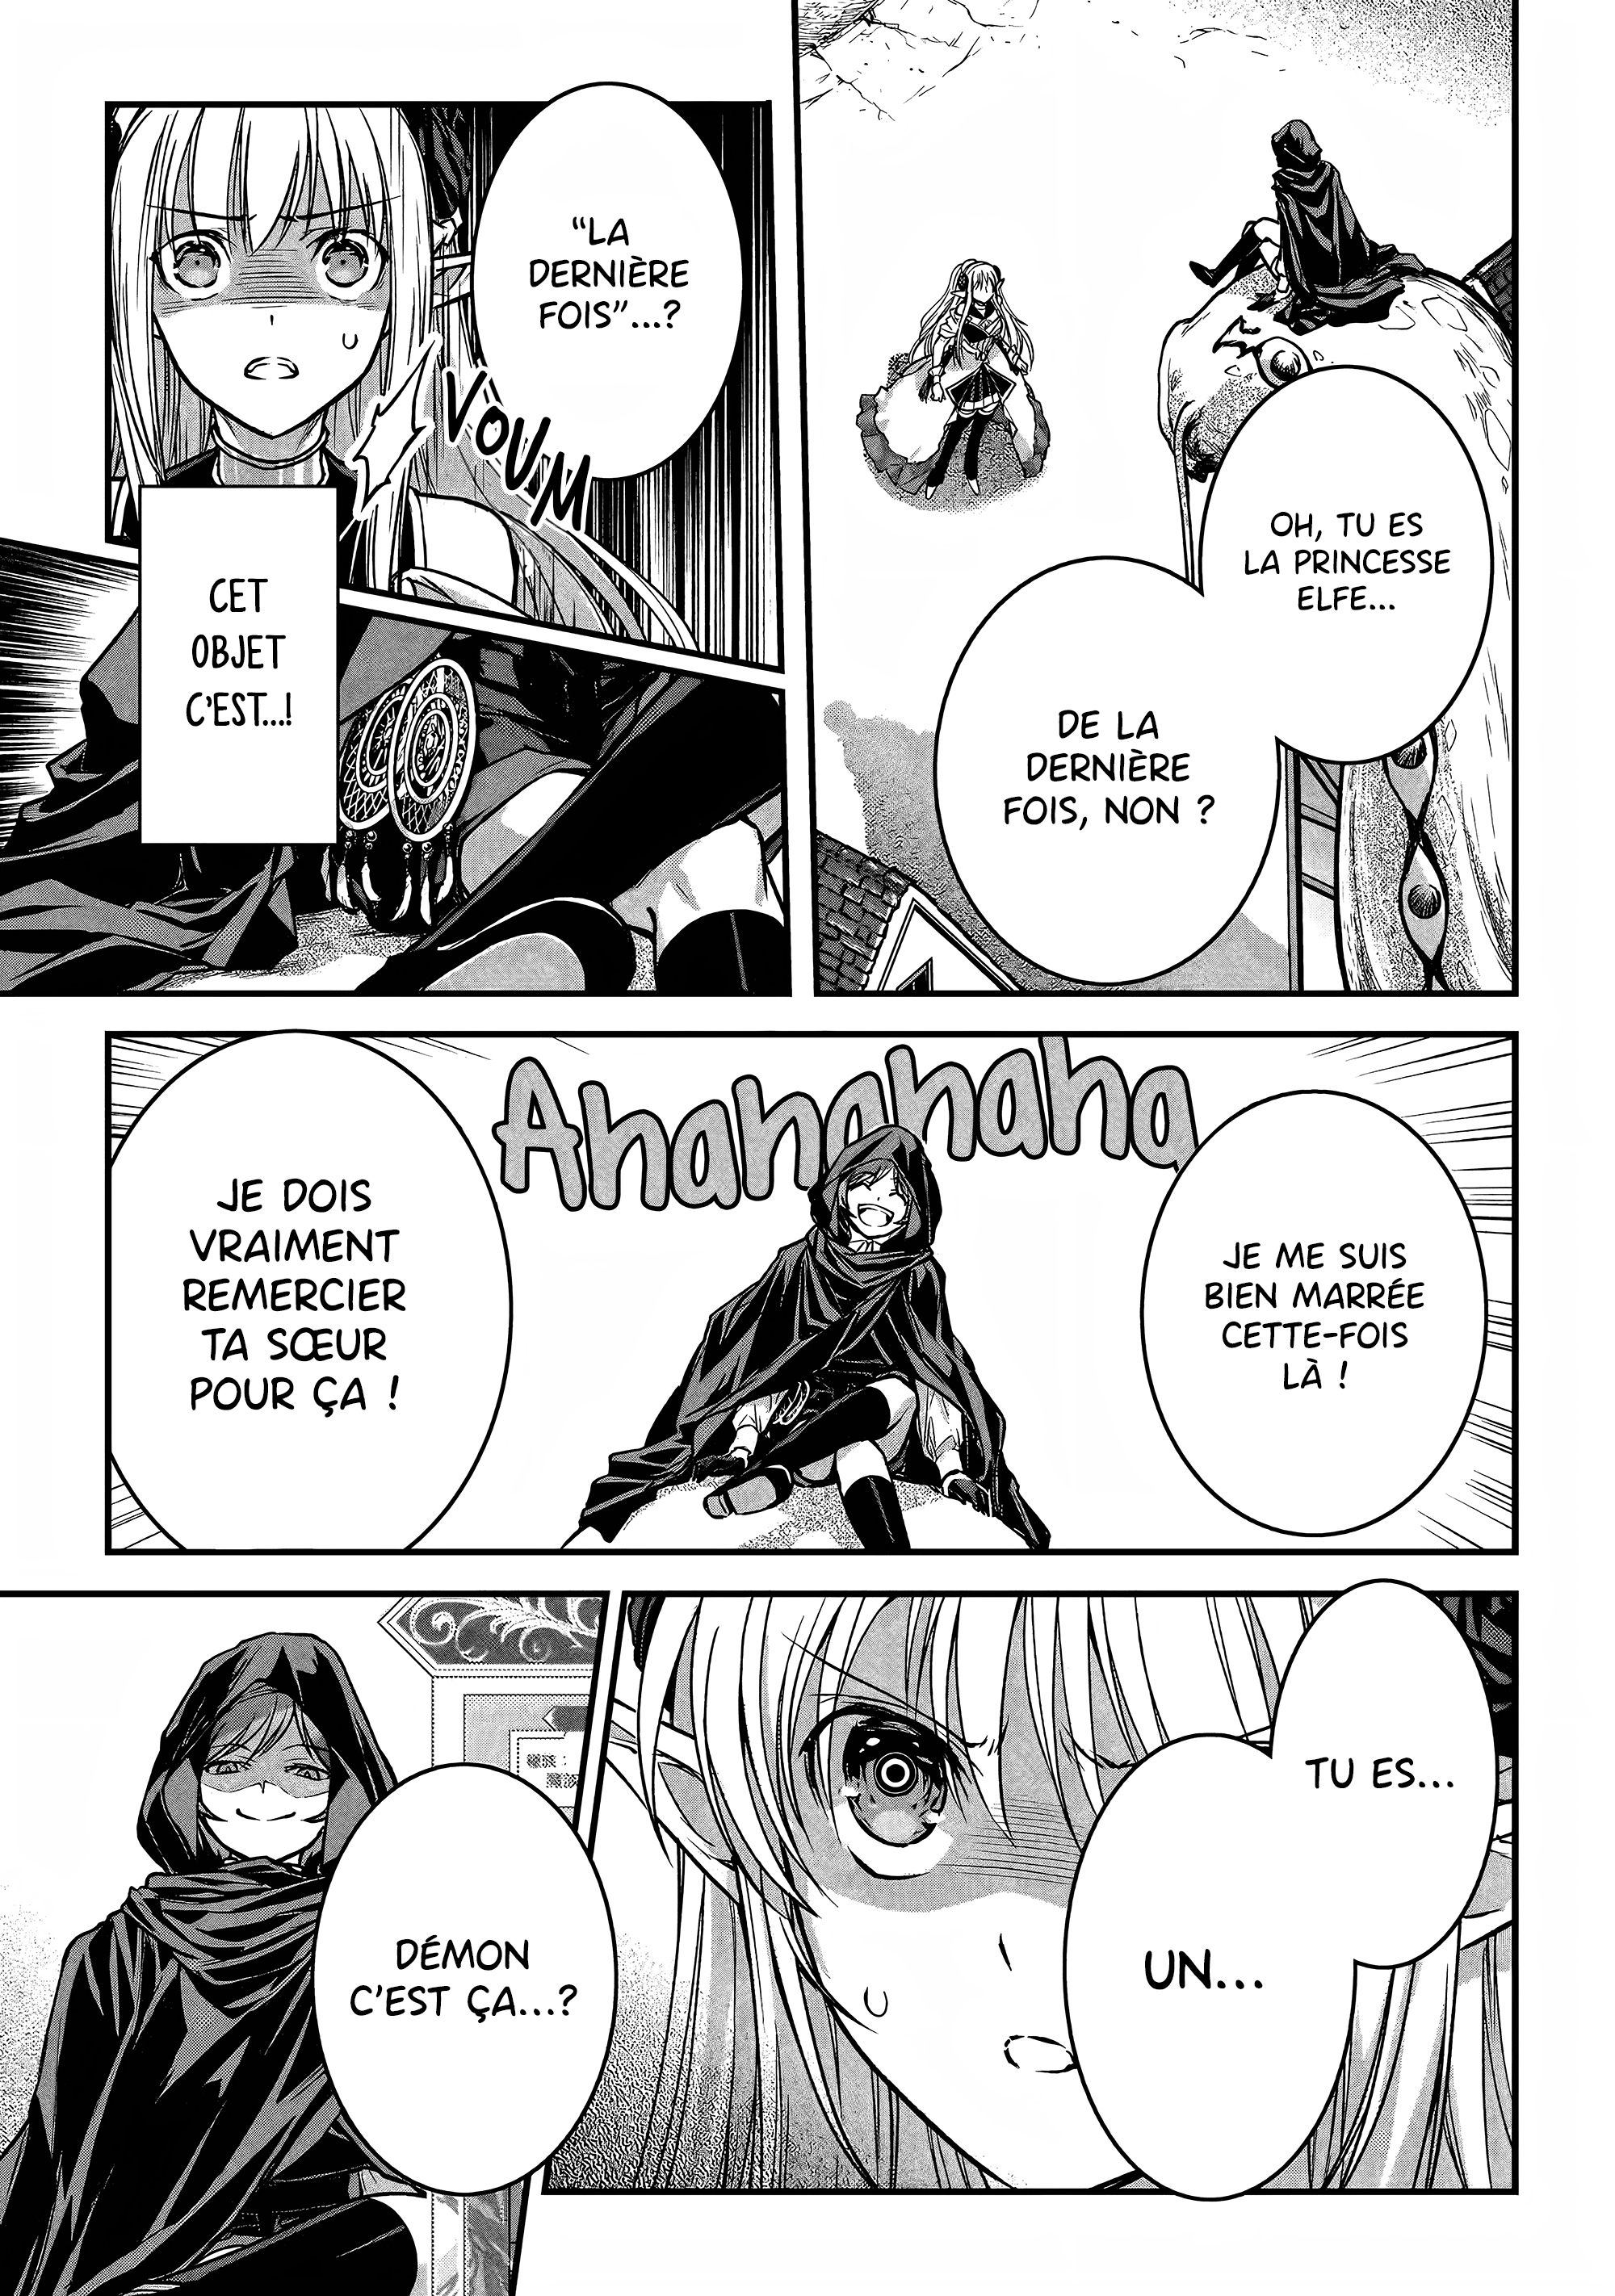 OH, TU ES
LA PRINCESSE
ELFE...
DE LA
DERNIÈRE
FOIS, NON ?
“LA
DERNIÈRE
FOIS”...?
VOUM
CET
OBJET
C'EST...!
JE ME SUIS
BIEN MARRÉE
CETTE-FOIS
LÀ !
Ahahahaha
JE DOIS
VRAIMENT
REMERCIER
TA SŒUR
POUR ÇA !
TU ES...
UN...
DÉMON
C'EST ÇA...?